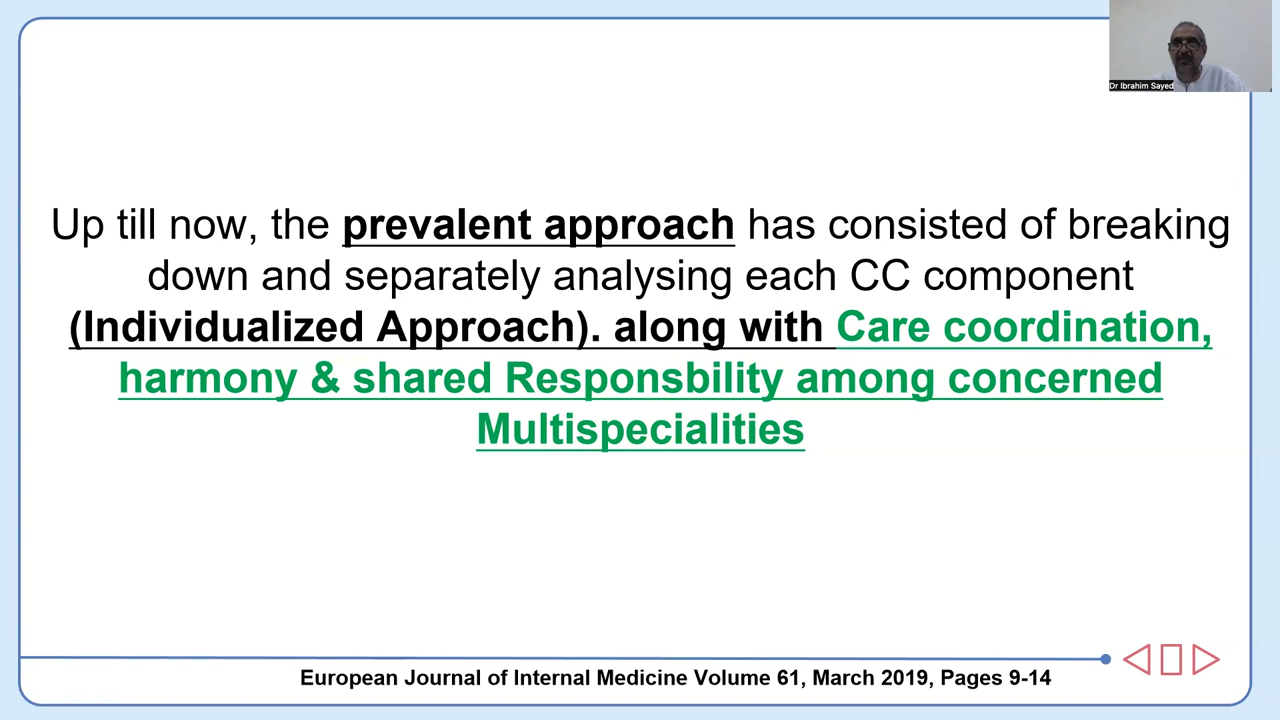 Dr Ibrahim Sayed
Up till now, the prevalent approach has consisted of breaking
down and separately analysing each CC component
(Individualized Approach). along with Care coordination,
harmony & shared Responsbility among concerned
Multispecialities
European Journal of Internal Medicine Volume 61, March 2019, Pages 9-14